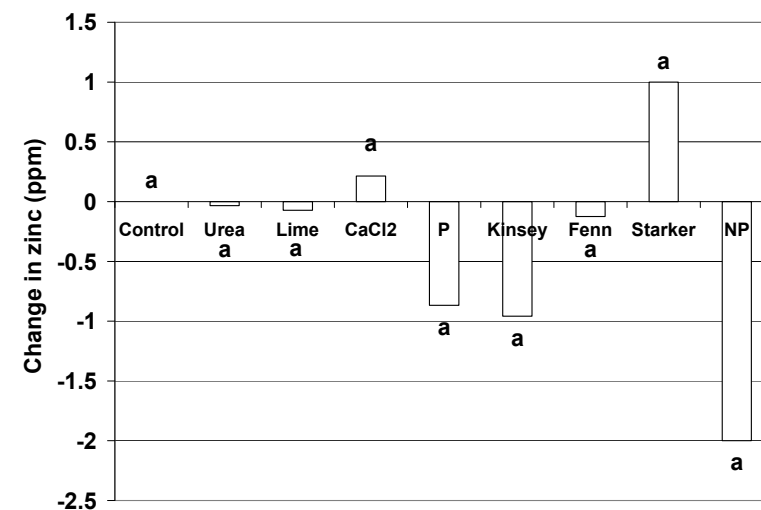 Change in zinc (ppm)
1.5
1
0.5
0
-0.5
-1
-1.5
-2
-2.5
a
a
a
a
a
a
a
a
a
Control Urea Lime CaCl2 P Kinsey Fenn Starker NP